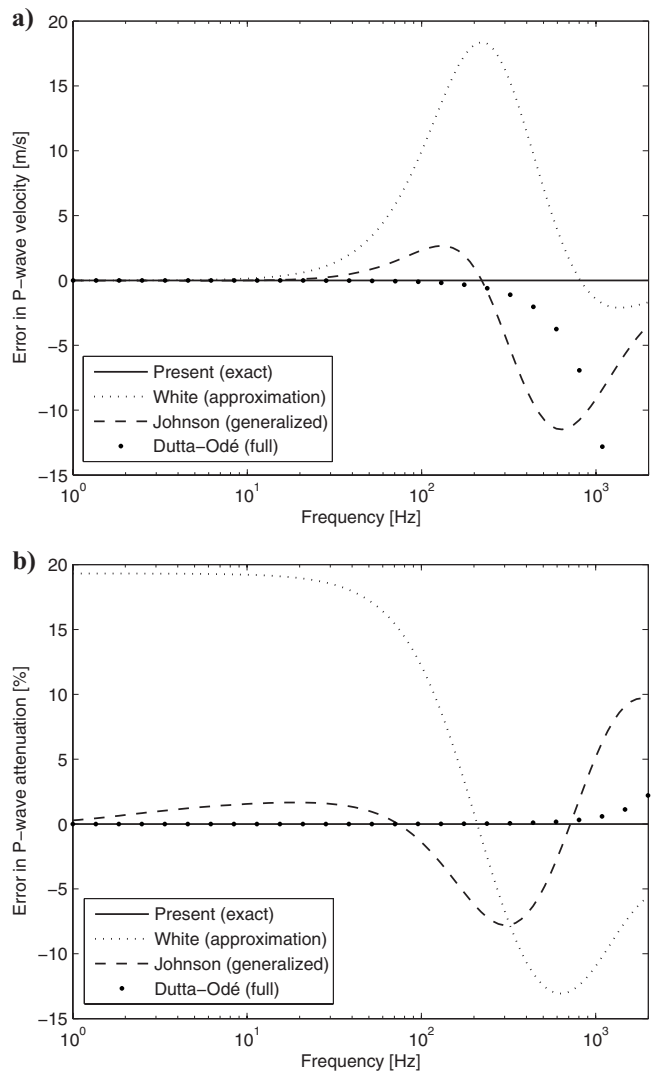 a)
20
15
10
5
0
−5
−10
−15
Error in P−wave velocity [m/s]
Present (exact)
White (approximation)
Johnson (generalized)
Dutta−Odé (full)
10^0
10^1
10^2
10^3
Frequency [Hz]
b)
20
15
10
5
0
−5
−10
−15
Error in P−wave attenuation [%]
Present (exact)
White (approximation)
Johnson (generalized)
Dutta−Odé (full)
10^0
10^1
10^2
10^3
Frequency [Hz]